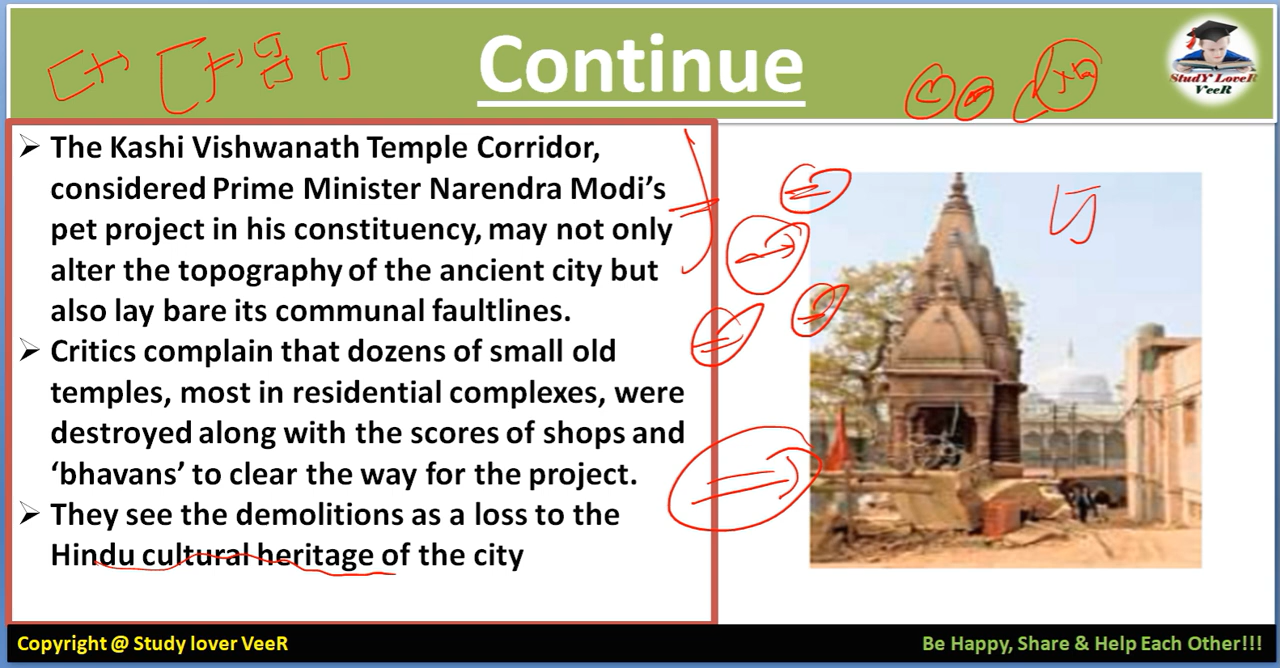 Continue
StudY LoveR
VeeR
➢ The Kashi Vishwanath Temple Corridor,
considered Prime Minister Narendra Modi’s
pet project in his constituency, may not only
alter the topography of the ancient city but
also lay bare its communal faultlines.
➢ Critics complain that dozens of small old
temples, most in residential complexes, were
destroyed along with the scores of shops and
‘bhavans’ to clear the way for the project.
➢ They see the demolitions as a loss to the
Hindu cultural heritage of the city
Copyright @ Study lover VeeR
Be Happy, Share & Help Each Other!!!